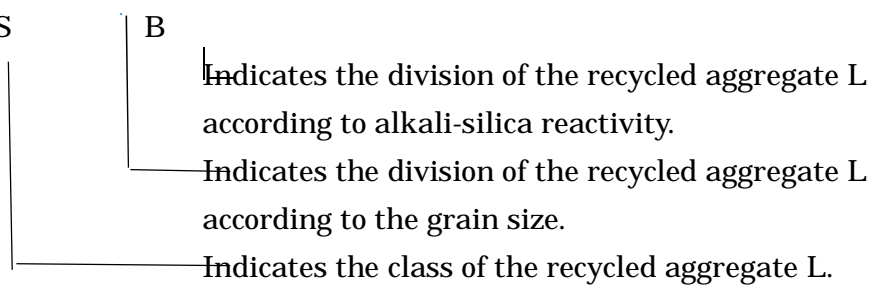 S B
Indicates the division of the recycled aggregate L
according to alkali-silica reactivity.
Indicates the division of the recycled aggregate L
according to the grain size.
Indicates the class of the recycled aggregate L.